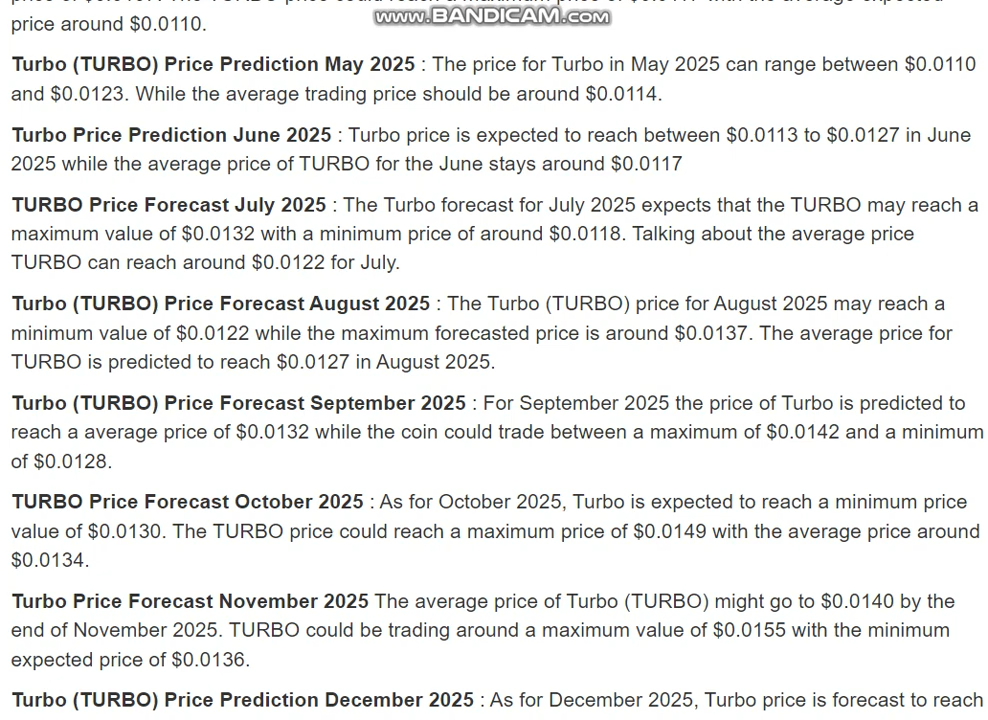 price around $0.0110.
www.BANDICAM.com
Turbo (TURBO) Price Prediction May 2025 : The price for Turbo in May 2025 can range between $0.0110
and $0.0123. While the average trading price should be around $0.0114.
Turbo Price Prediction June 2025 : Turbo price is expected to reach between $0.0113 to $0.0127 in June
2025 while the average price of TURBO for the June stays around $0.0117
TURBO Price Forecast July 2025 : The Turbo forecast for July 2025 expects that the TURBO may reach a
maximum value of $0.0132 with a minimum price of around $0.0118. Talking about the average price
TURBO can reach around $0.0122 for July.
Turbo (TURBO) Price Forecast August 2025 : The Turbo (TURBO) price for August 2025 may reach a
minimum value of $0.0122 while the maximum forecasted price is around $0.0137. The average price for
TURBO is predicted to reach $0.0127 in August 2025.
Turbo (TURBO) Price Forecast September 2025 : For September 2025 the price of Turbo is predicted to
reach a average price of $0.0132 while the coin could trade between a maximum of $0.0142 and a minimum
of $0.0128.
TURBO Price Forecast October 2025 : As for October 2025, Turbo is expected to reach a minimum price
value of $0.0130. The TURBO price could reach a maximum price of $0.0149 with the average price around
$0.0134.
Turbo Price Forecast November 2025 The average price of Turbo (TURBO) might go to $0.0140 by the
end of November 2025. TURBO could be trading around a maximum value of $0.0155 with the minimum
expected price of $0.0136.
Turbo (TURBO) Price Prediction December 2025 : As for December 2025, Turbo price is forecast to reach